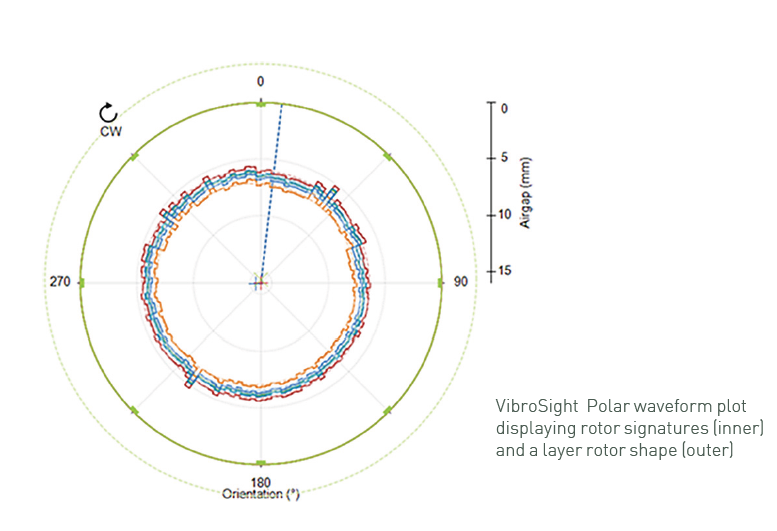 0
CW
270
90
180
Orientation (°)
0
5
10
15
Airgap (mm)
VibroSight Polar waveform plot
displaying rotor signatures (inner)
and a layer rotor shape (outer)